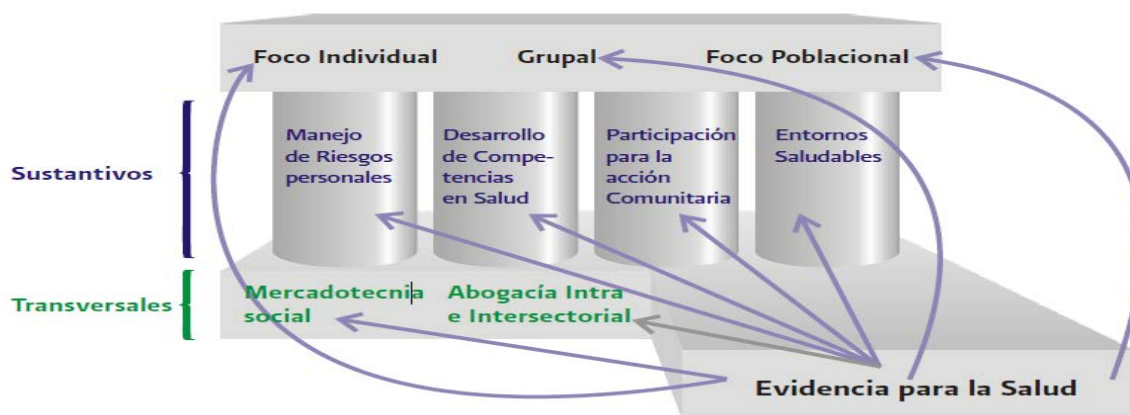 Foco Individual Grupal Foco Poblacional
Sustantivos
Manejo
de Riesgos
personales
Desarrollo
de Compe-
tencias
en Salud
Participación
para la
acción
Comunitaria
Entornos
Saludables
Transversales
Mercadotecnia
social
Abogacía Intra
e Intersectorial
Evidencia para la Salud